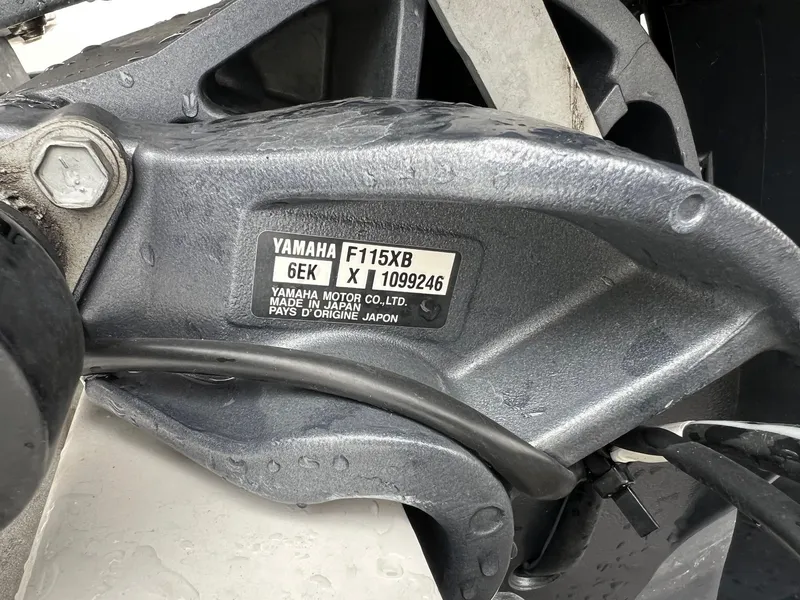 YAMAHA F115XB
6EK X 1099246
YAMAHA MOTOR CO.,LTD.
MADE IN JAPAN
PAYS D'ORIGINE JAPON